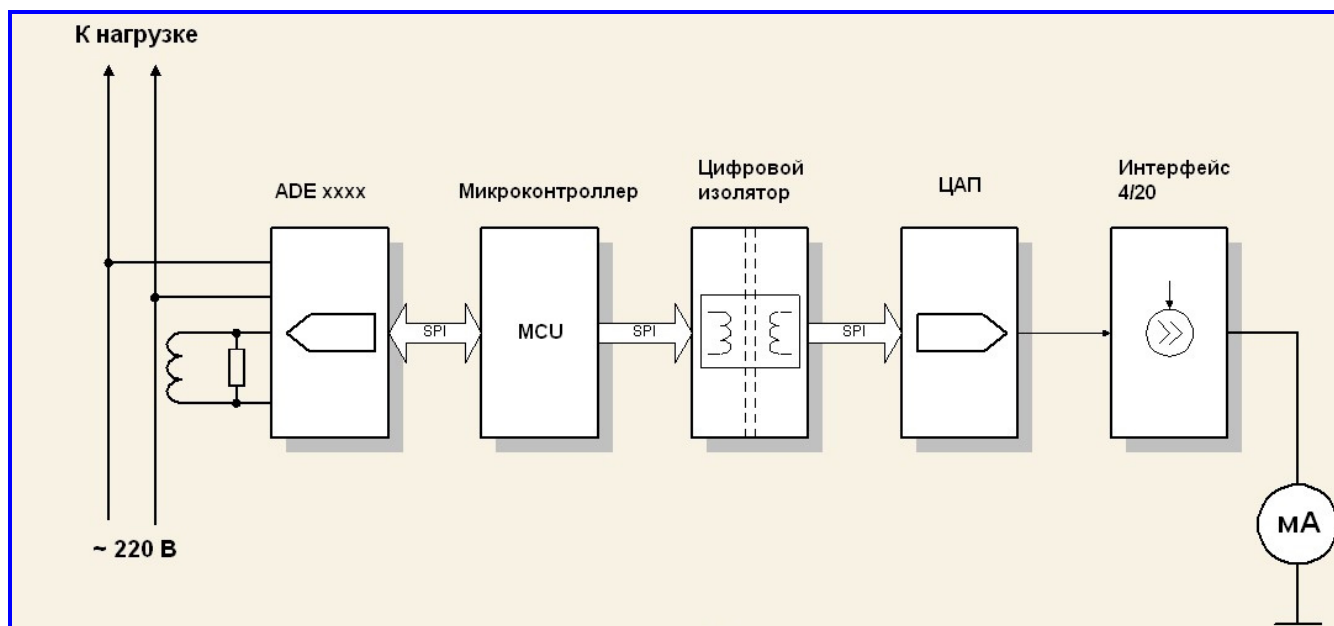 К нагрузке
ADE xxxx
Микроконтроллер
Цифровой
изолятор
ЦАП
Интерфейс
4/20
SPI
MCU
SPI
SPI
мА
~ 220 В